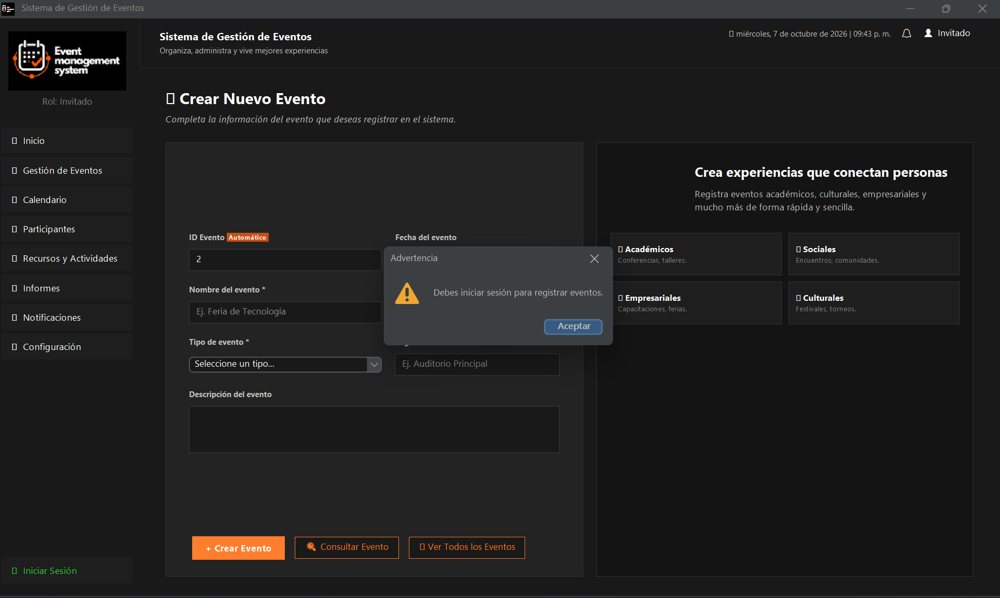 Sistema de Gestión de Eventos
Event
management
system
Rol: Invitado
Inicio
Gestión de Eventos
Calendario
Participantes
Recursos y Actividades
Informes
Notificaciones
Configuración
Iniciar Sesión
Sistema de Gestión de Eventos
Organiza, administra y vive mejores experiencias
miércoles, 7 de octubre de 2026 | 09:43 p. m.
Invitado
Crear Nuevo Evento
Completa la información del evento que deseas registrar en el sistema.
ID Evento Automático
2
Fecha del evento
Nombre del evento *
Ej. Feria de Tecnología
Tipo de evento *
Seleccione un tipo...
Ej. Auditorio Principal
Descripción del evento
+ Crear Evento
Consultar Evento
Ver Todos los Eventos
Advertencia
Debes iniciar sesión para registrar eventos.
Aceptar
Crea experiencias que conectan personas
Registra eventos académicos, culturales, empresariales y
mucho más de forma rápida y sencilla.
Académicos
Conferencias, talleres.
Sociales
Encuentros, comunidades.
Empresariales
Capacitaciones, ferias.
Culturales
Festivales, torneos.